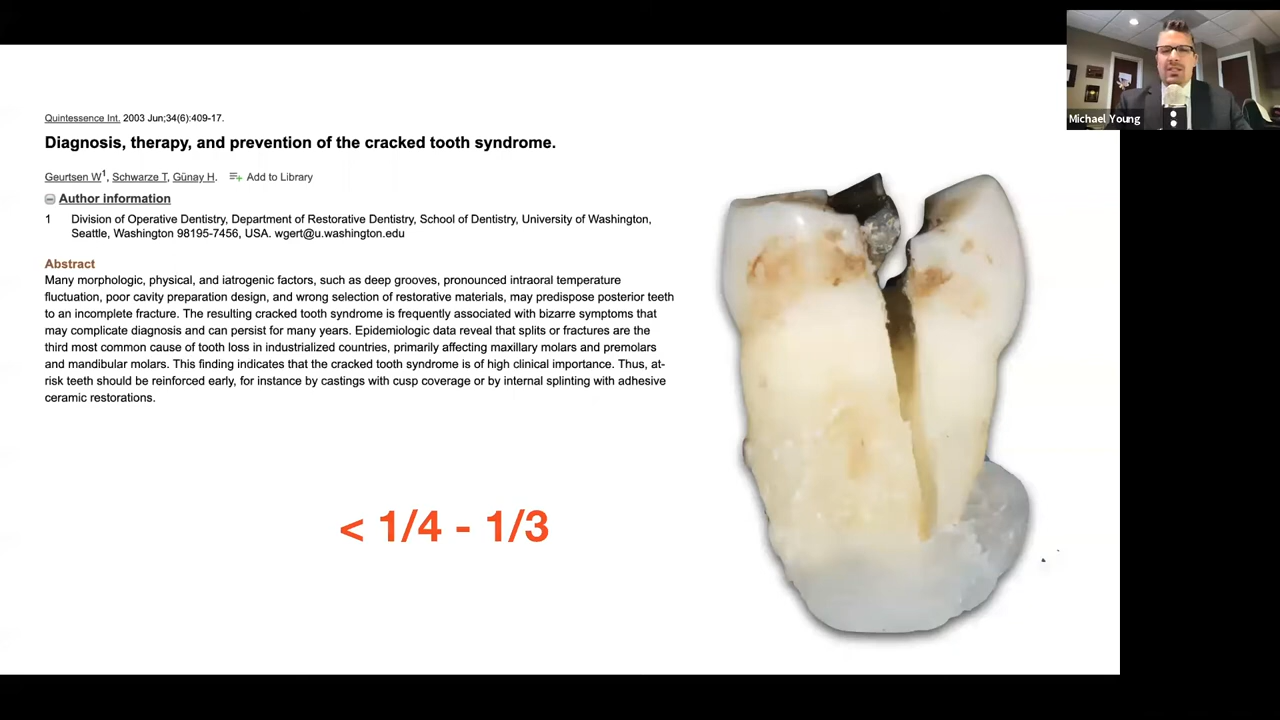 Michael Young
Quintessence Int. 2003 Jun;34(6):409-17.
Diagnosis, therapy, and prevention of the cracked tooth syndrome.
Geurtsen W1, Schwarze T, Günay H. Add to Library
Author information
1 Division of Operative Dentistry, Department of Restorative Dentistry, School of Dentistry, University of Washington,
Seattle, Washington 98195-7456, USA. wgert@u.washington.edu
Abstract
Many morphologic, physical, and iatrogenic factors, such as deep grooves, pronounced intraoral temperature
fluctuation, poor cavity preparation design, and wrong selection of restorative materials, may predispose posterior teeth
to an incomplete fracture. The resulting cracked tooth syndrome is frequently associated with bizarre symptoms that
may complicate diagnosis and can persist for many years. Epidemiologic data reveal that splits or fractures are the
third most common cause of tooth loss in industrialized countries, primarily affecting maxillary molars and premolars
and mandibular molars. This finding indicates that the cracked tooth syndrome is of high clinical importance. Thus, at-
risk teeth should be reinforced early, for instance by castings with cusp coverage or by internal splinting with adhesive
ceramic restorations.
< 1/4 - 1/3